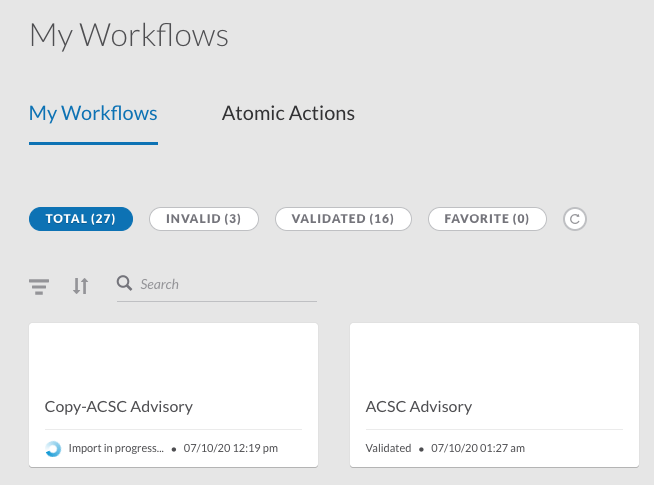 My Workflows
My Workflows Atomic Actions
TOTAL (27) INVALID (3) VALIDATED (16) FAVORITE (0)
Search
Copy-ACSC Advisory
Import in progress... • 07/10/20 12:19 pm
ACSC Advisory
Validated • 07/10/20 01:27 am